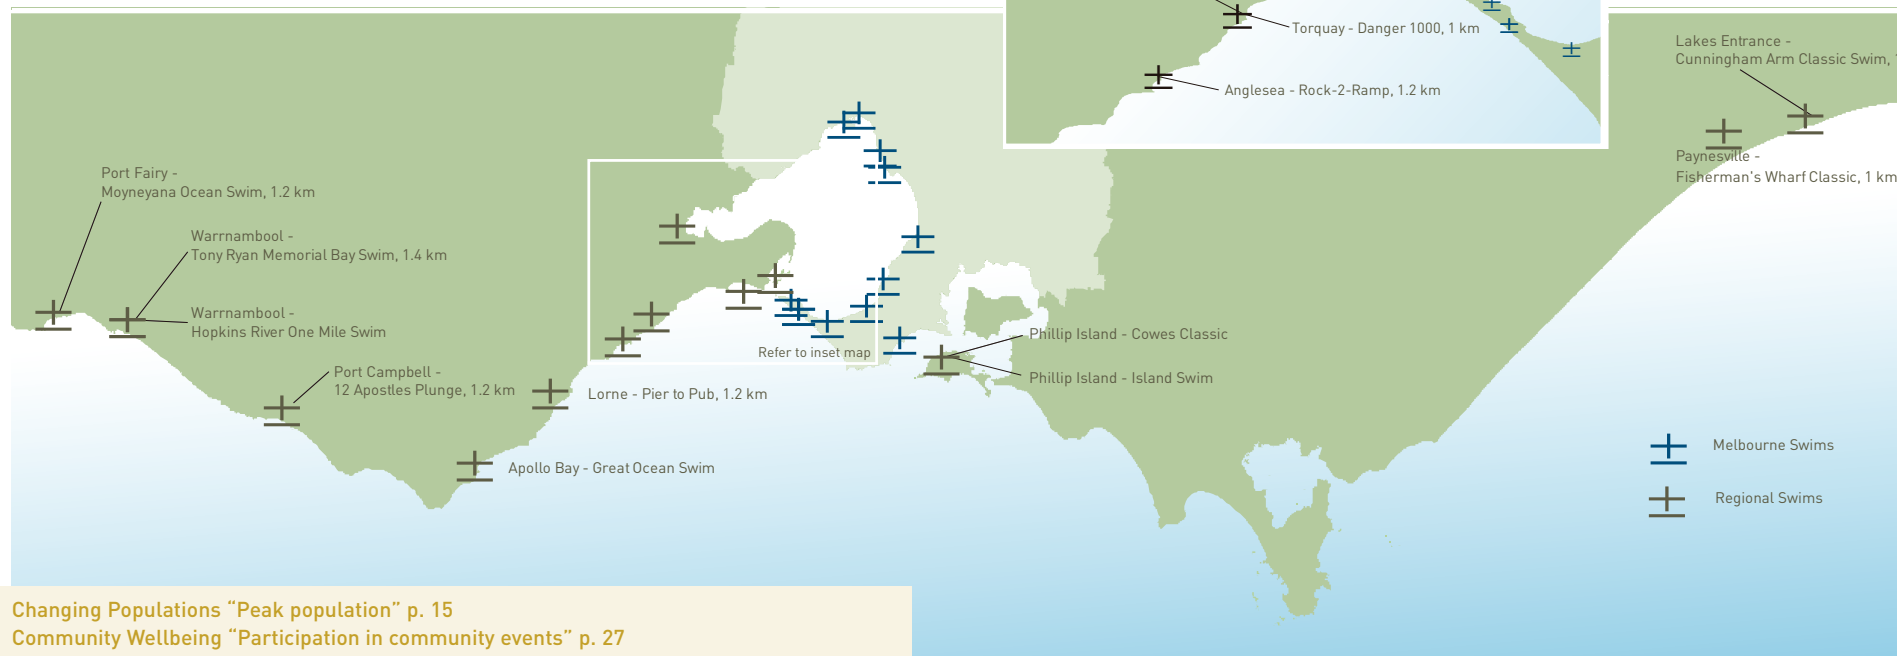 Torquay - Danger 1000, 1 km
Anglesea - Rock-2-Ramp, 1.2 km
Lakes Entrance -
Cunningham Arm Classic Swim,
Paynesville -
Fisherman's Wharf Classic, 1 km
Port Fairy -
Moyneyana Ocean Swim, 1.2 km
Warrnambool -
Tony Ryan Memorial Bay Swim, 1.4 km
Warrnambool -
Hopkins River One Mile Swim
Port Campbell -
12 Apostles Plunge, 1.2 km
Refer to inset map
Lorne - Pier to Pub, 1.2 km
Apollo Bay - Great Ocean Swim
Phillip Island - Cowes Classic
Phillip Island - Island Swim
Melbourne Swims
Regional Swims
Changing Populations “Peak population” p. 15
Community Wellbeing “Participation in community events” p. 27